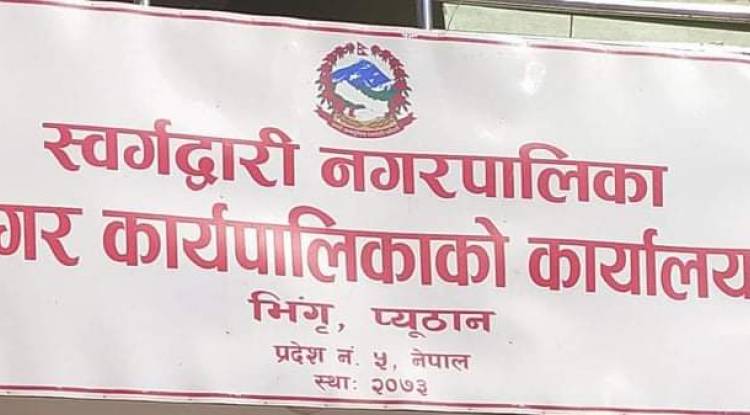 स्वर्गद्वारी नगरपालिका
गर कार्यपालिकाको कार्यालय
भिंगृ, प्यूठान
प्रदेश नं. ५, नेपाल
स्था: २०७३